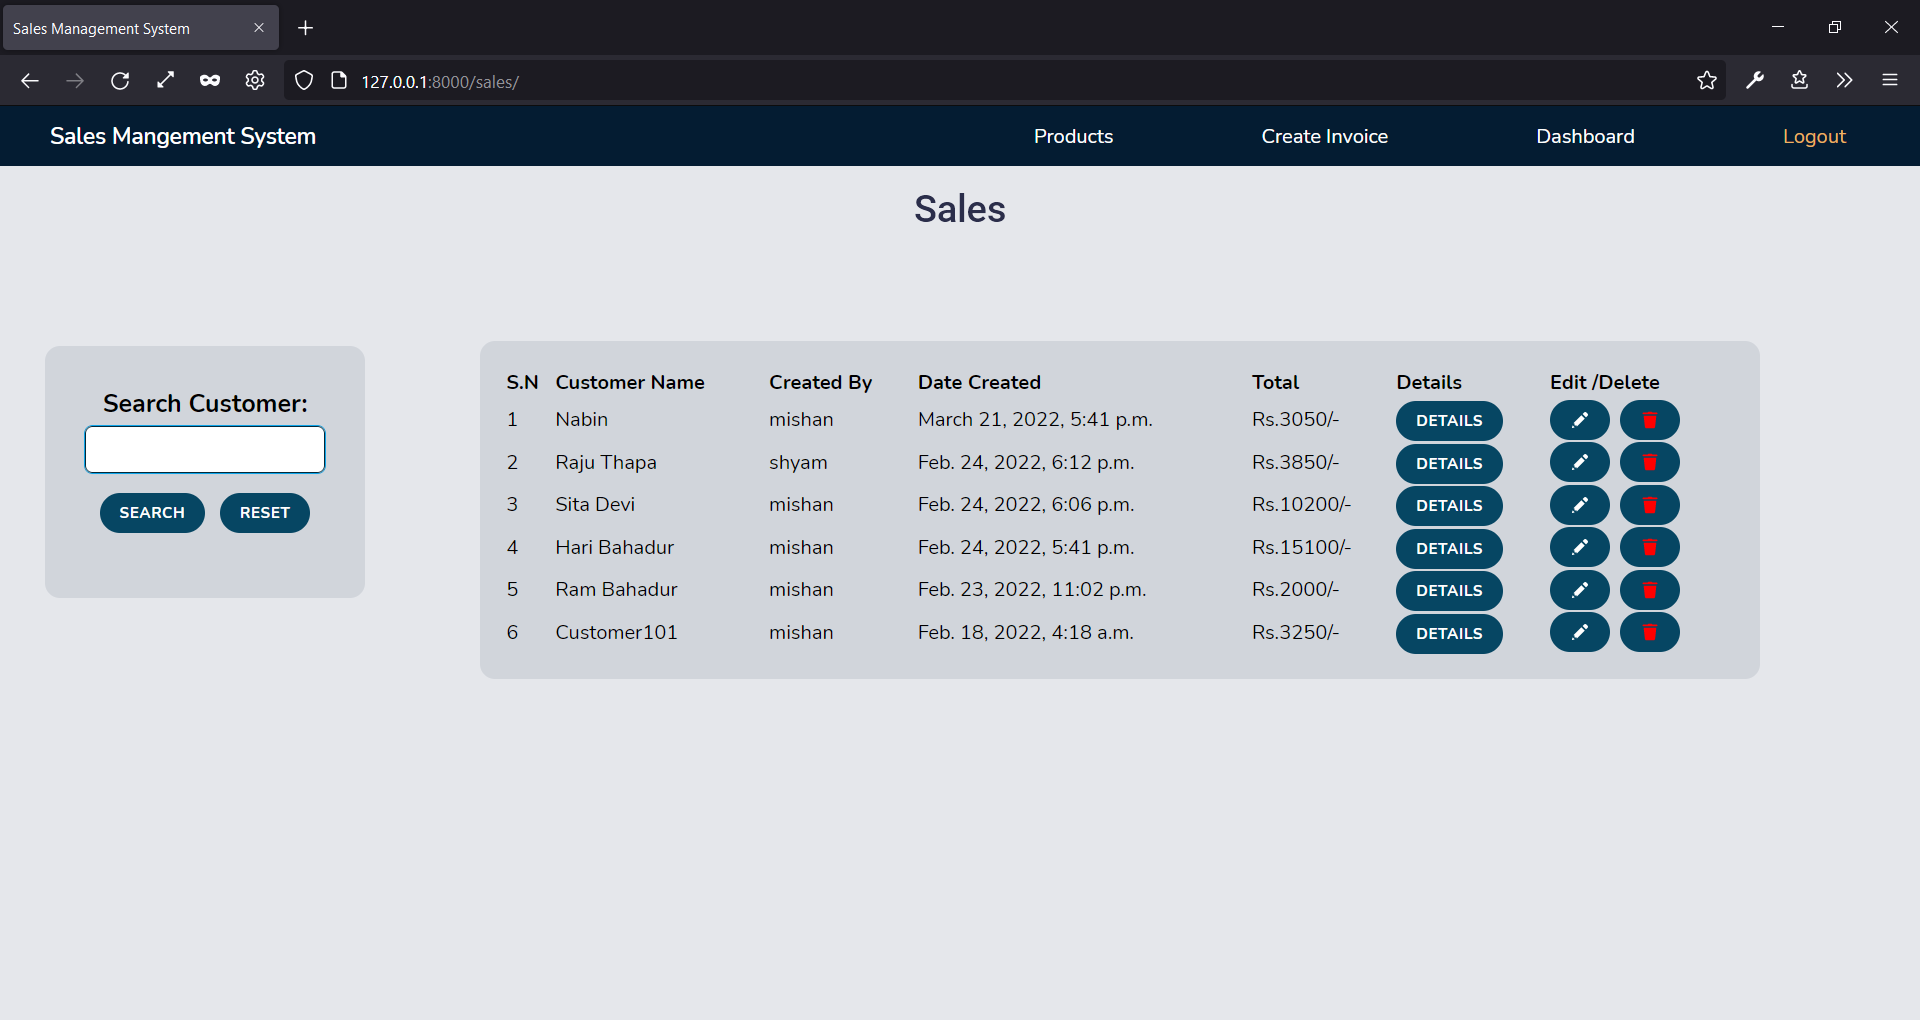 Sales Management System
127.0.0.1:8000/sales/
Sales Mangement System Products Create Invoice Dashboard Logout
Sales
Search Customer:
SEARCH RESET
S.N Customer Name Created By Date Created Total Details Edit /Delete
1 Nabin mishan March 21, 2022, 5:41 p.m. Rs.3050/- DETAILS
2 Raju Thapa shyam Feb. 24, 2022, 6:12 p.m. Rs.3850/- DETAILS
3 Sita Devi mishan Feb. 24, 2022, 6:06 p.m. Rs.10200/- DETAILS
4 Hari Bahadur mishan Feb. 24, 2022, 5:41 p.m. Rs.15100/- DETAILS
5 Ram Bahadur mishan Feb. 23, 2022, 11:02 p.m. Rs.2000/- DETAILS
6 Customer101 mishan Feb. 18, 2022, 4:18 a.m. Rs.3250/- DETAILS